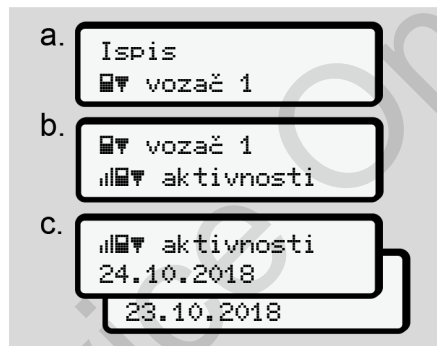 a.
Ispis
vozač 1
b.
vozač 1
aktivnosti
c.
aktivnosti
24.10.2018
23.10.2018